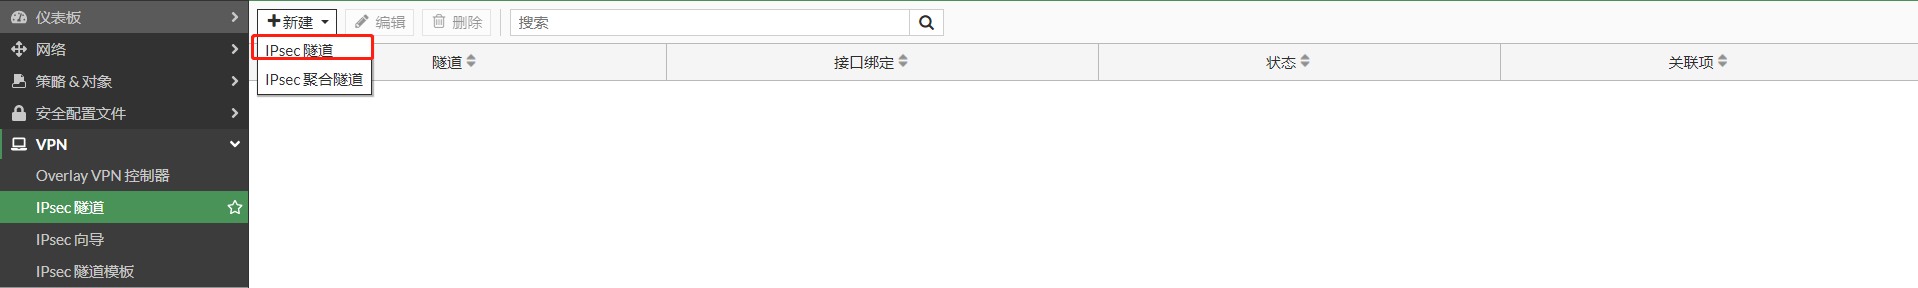 仪表板
网络
策略 & 对象
安全配置文件
VPN
Overlay VPN 控制器
IPsec 隧道
IPsec 向导
IPsec 隧道模板
新建 编辑 删除 搜索
IPsec 隧道
IPsec 聚合隧道
隧道 接口绑定 状态 关联项